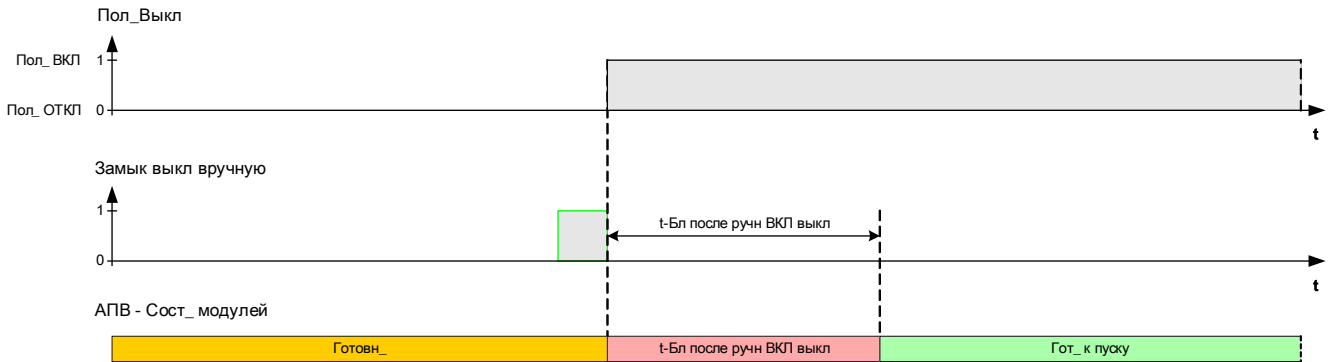 Пол_Выкл
Пол_ ВКЛ 1
Пол_ ОТКЛ 0
t
Замык выкл вручную
1
t-Бл после ручн ВКЛ выкл
0
t
АПВ - Сост_ модулей
Готовн_ t-Бл после ручн ВКЛ выкл Гот_ к пуску